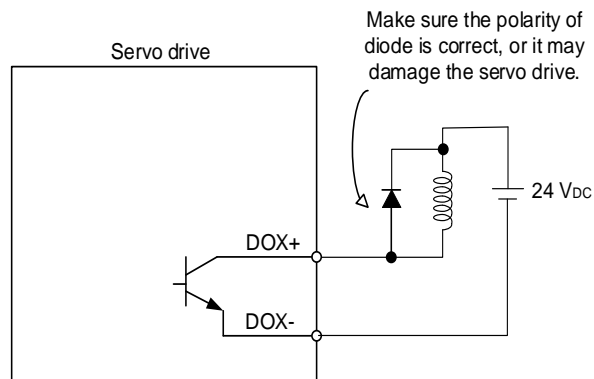 Make sure the polarity of
diode is correct, or it may
damage the servo drive.
Servo drive
24 VDC
DOX+
DOX-